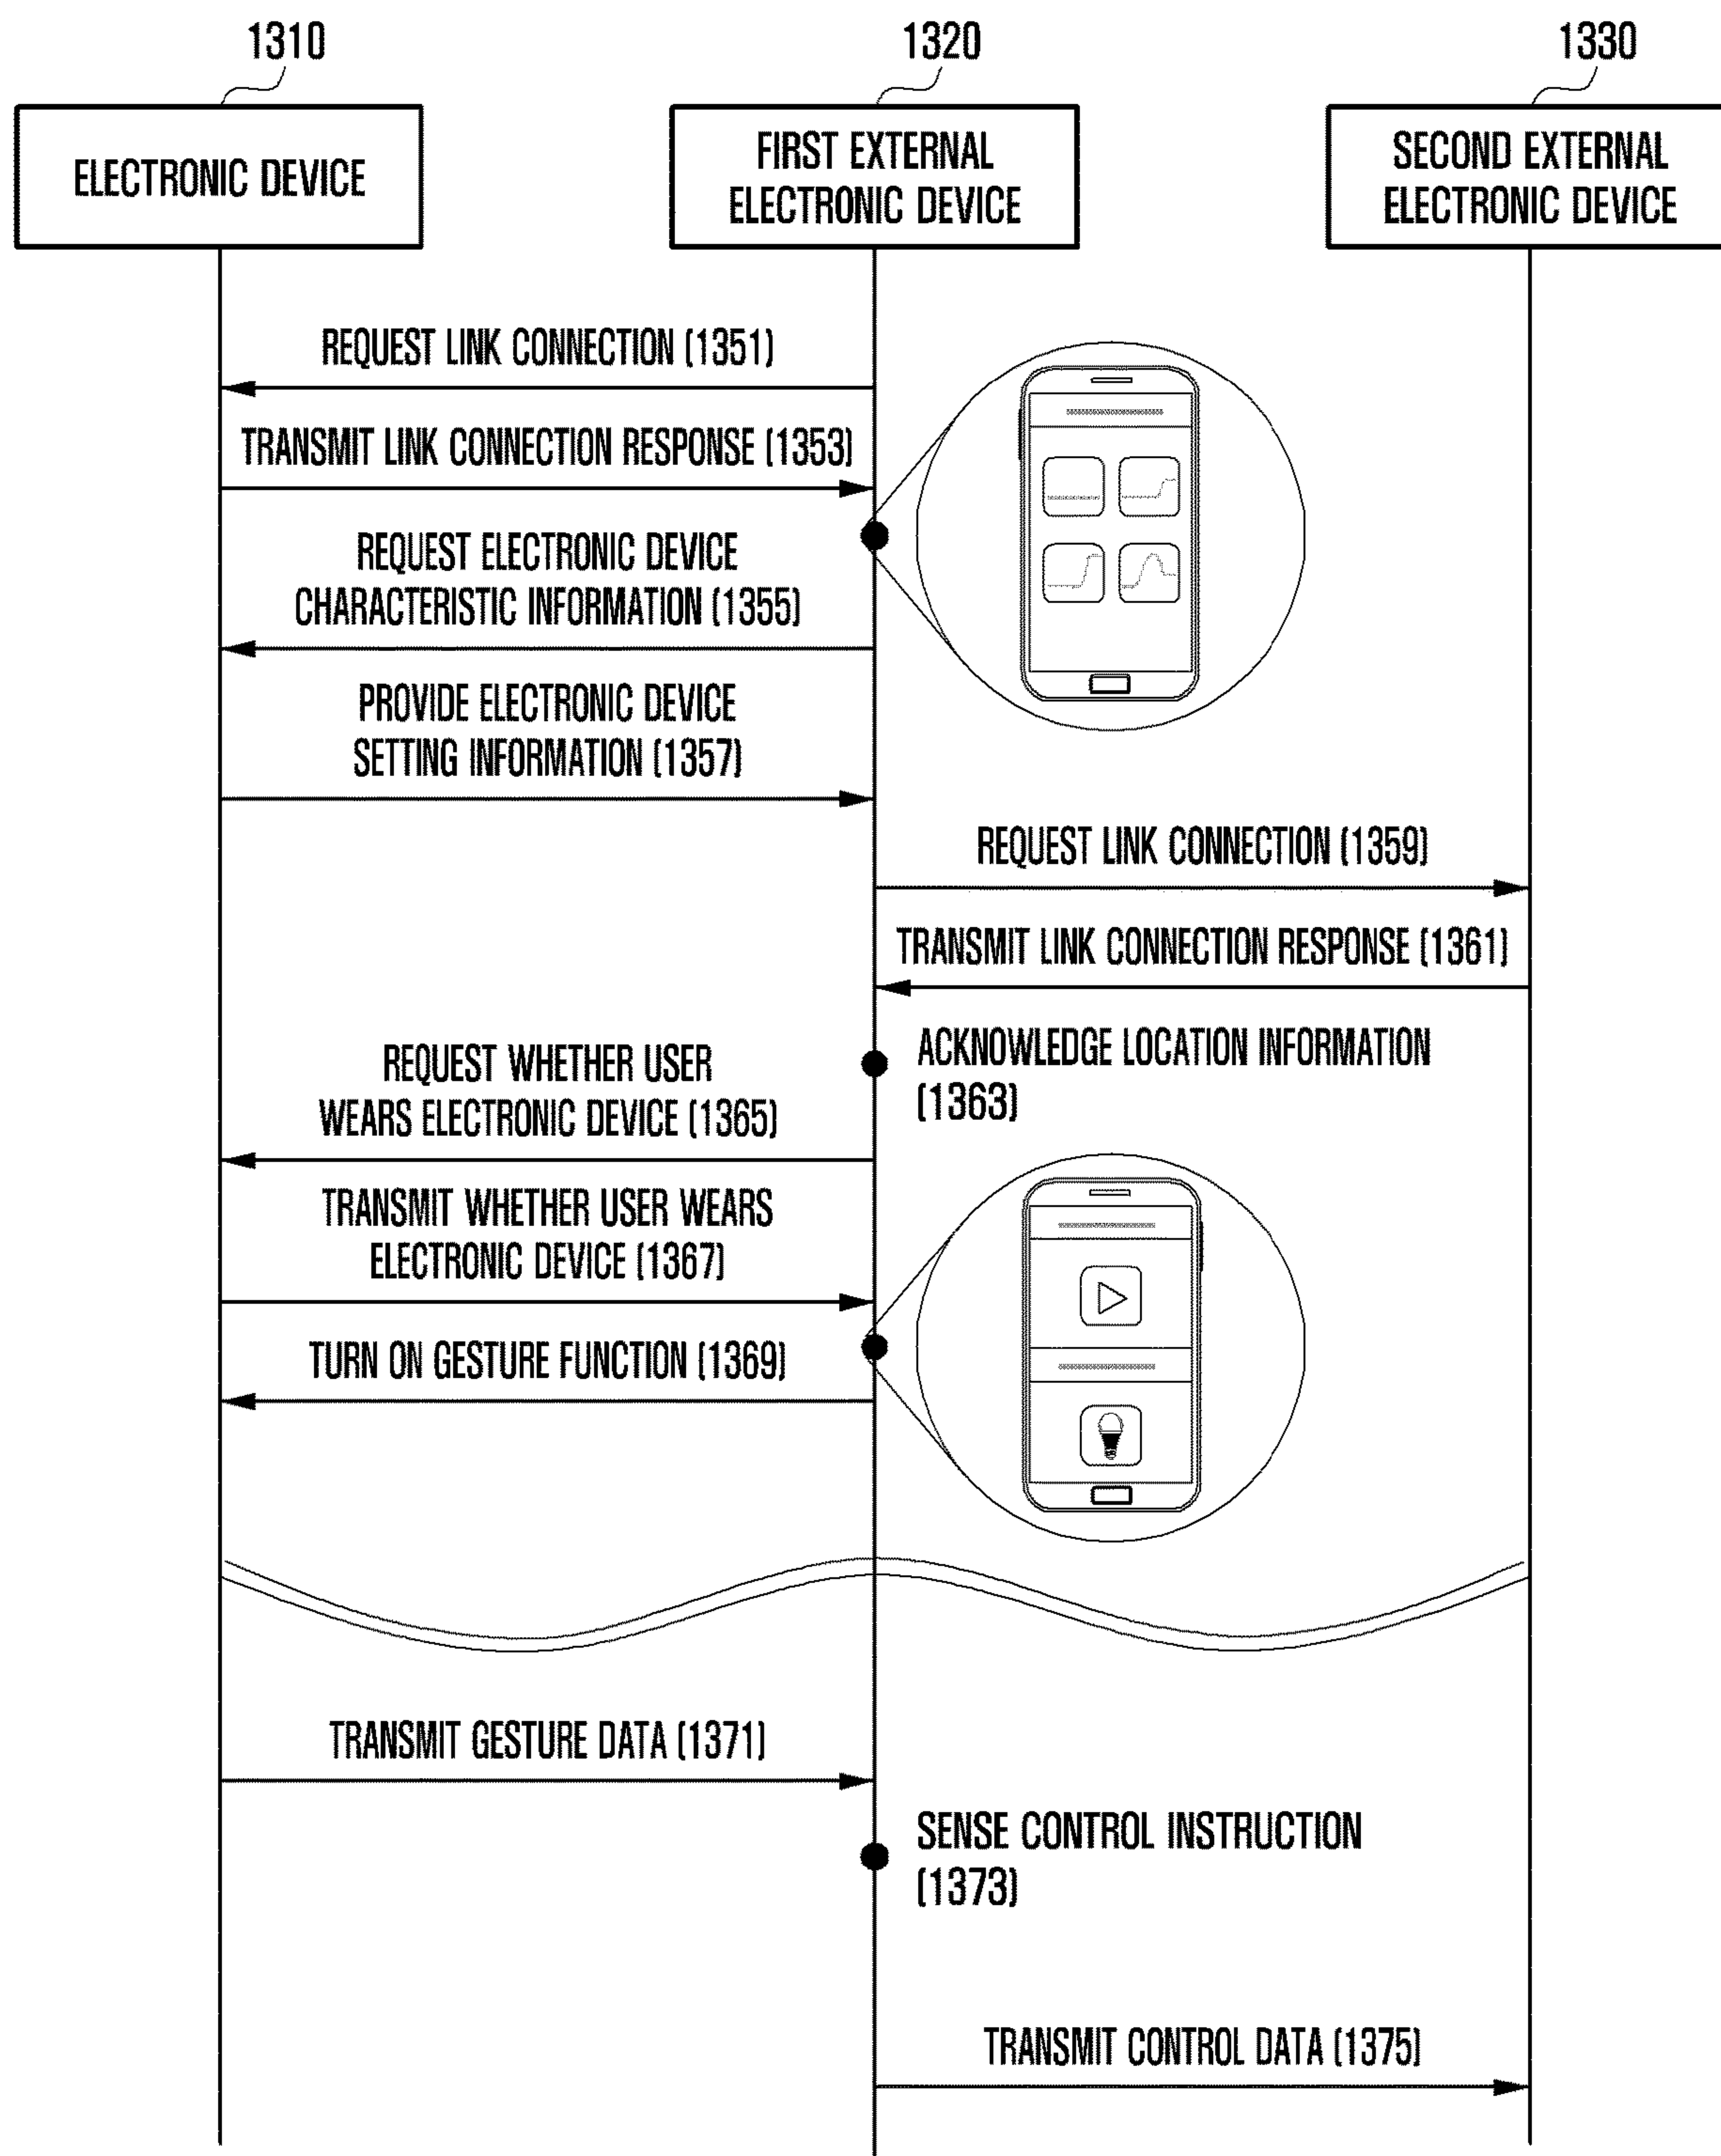 1310
1320
1330
ELECTRONIC DEVICE
FIRST EXTERNAL
ELECTRONIC DEVICE
SECOND EXTERNAL
ELECTRONIC DEVICE
REQUEST LINK CONNECTION (1351)
TRANSMIT LINK CONNECTION RESPONSE (1353)
REQUEST ELECTRONIC DEVICE
CHARACTERISTIC INFORMATION (1355)
PROVIDE ELECTRONIC DEVICE
SETTING INFORMATION (1357)
REQUEST LINK CONNECTION (1359)
TRANSMIT LINK CONNECTION RESPONSE (1361)
ACKNOWLEDGE LOCATION INFORMATION
(1363)
REQUEST WHETHER USER
WEARS ELECTRONIC DEVICE (1365)
TRANSMIT WHETHER USER WEARS
ELECTRONIC DEVICE (1367)
TURN ON GESTURE FUNCTION (1369)
TRANSMIT GESTURE DATA (1371)
SENSE CONTROL INSTRUCTION
(1373)
TRANSMIT CONTROL DATA (1375)